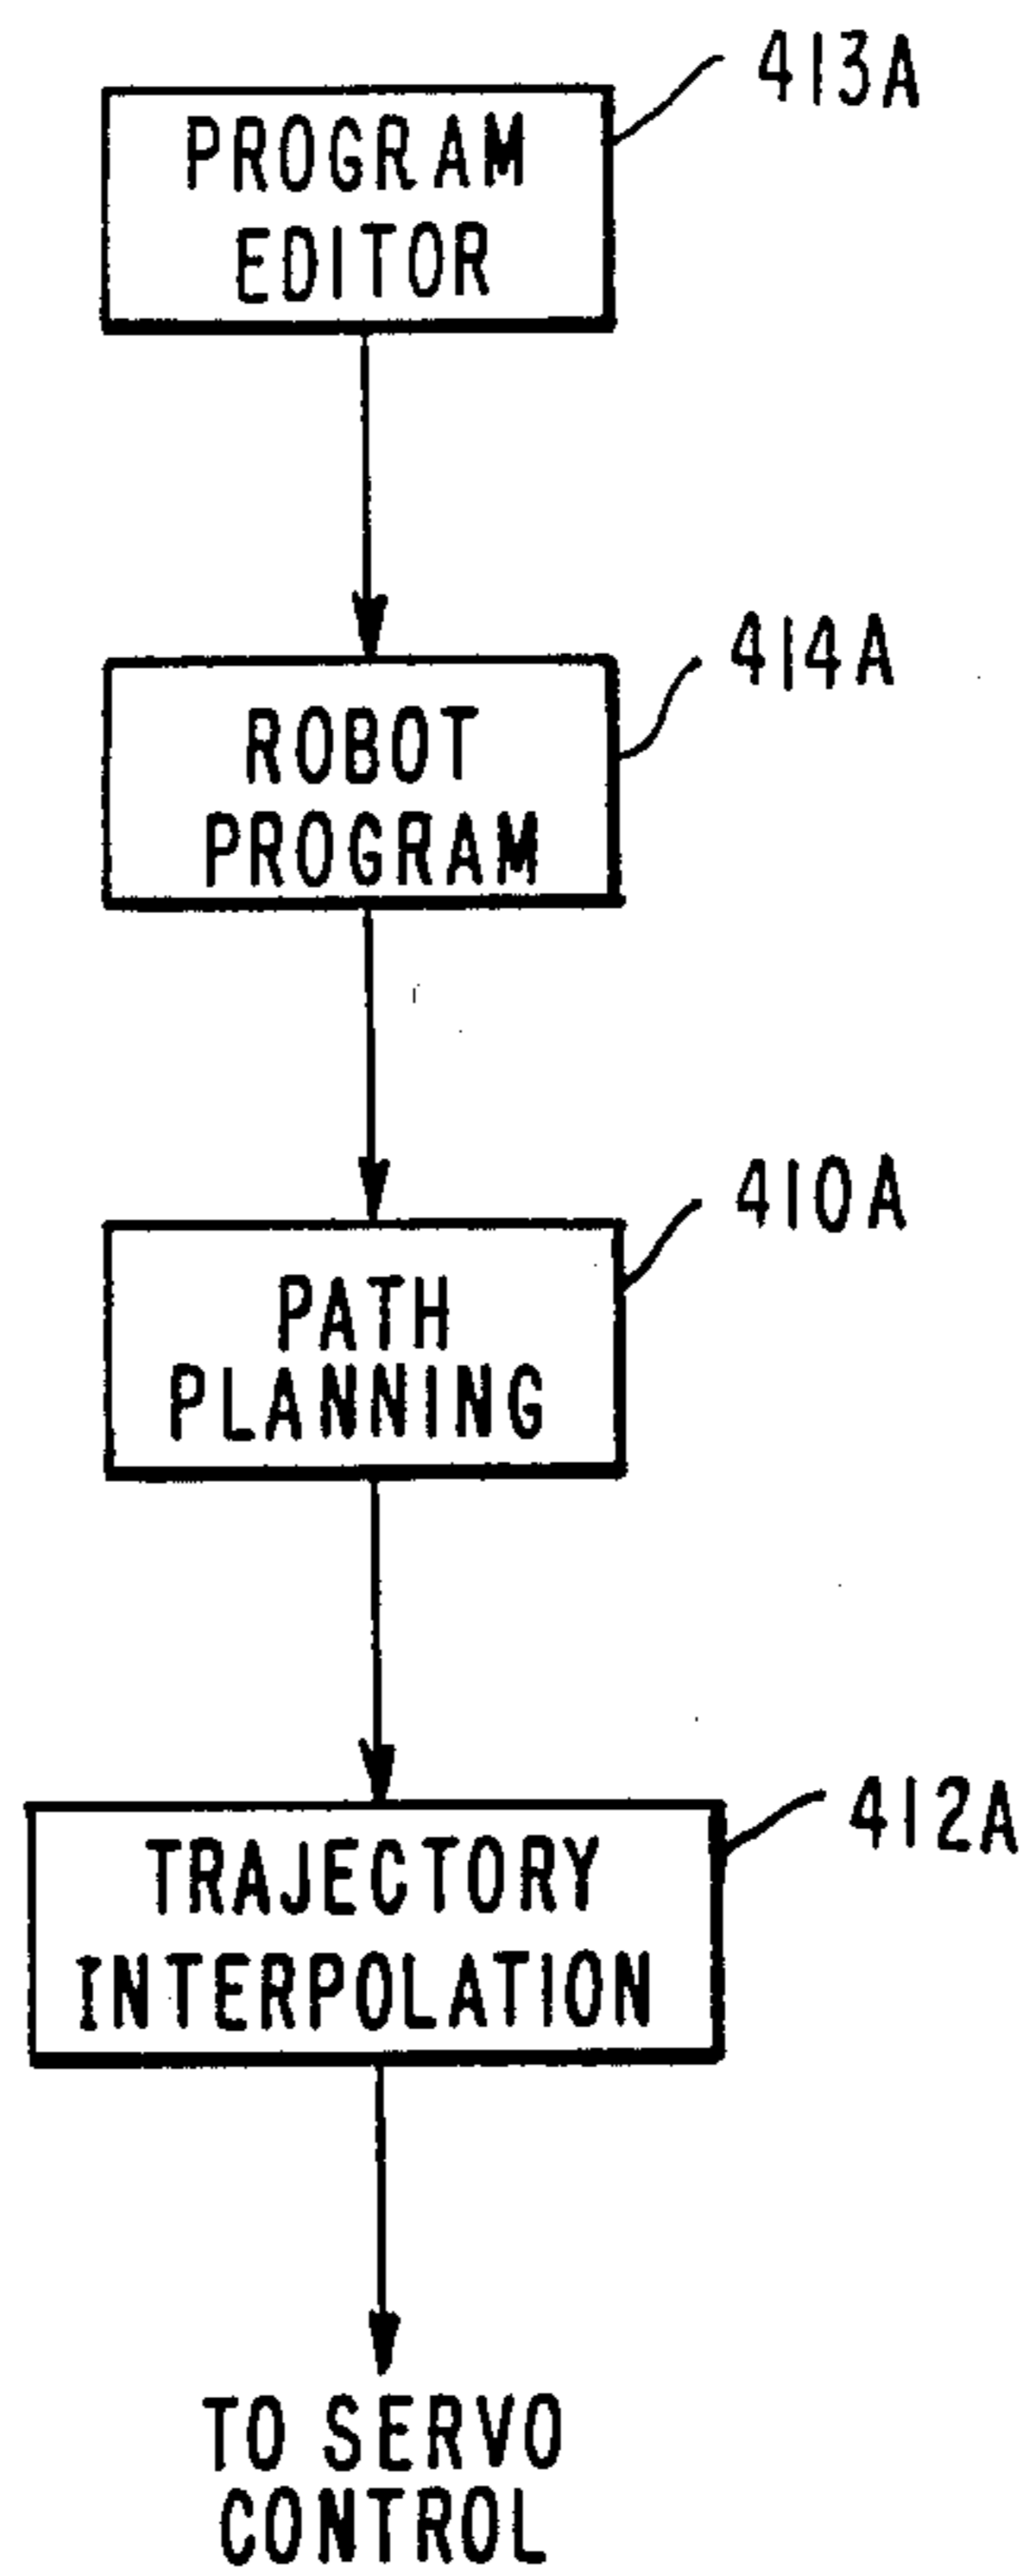 413A
PROGRAM
EDITOR
414A
ROBOT
PROGRAM
410A
PATH
PLANNING
412A
TRAJECTORY
INTERPOLATION
TO SERVO
CONTROL